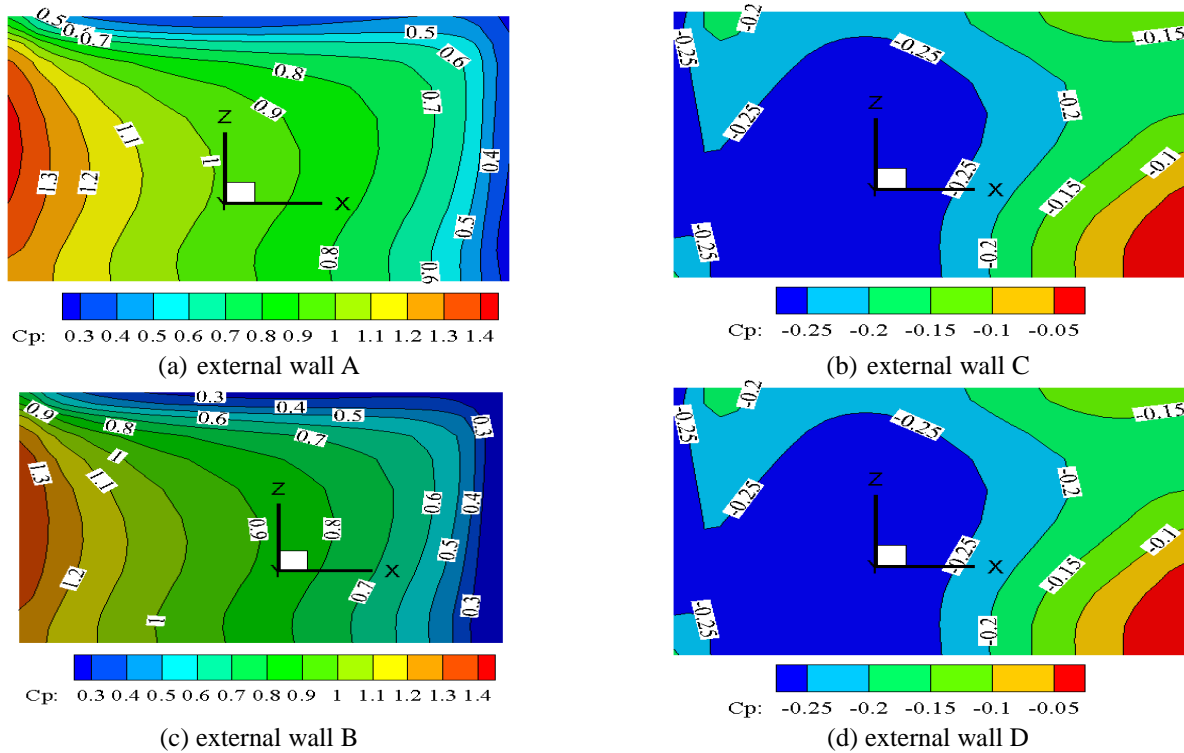 0.5 0.6 0.7 0.5
0.6
0.8
0.7
0.9
Z
1.1
1
0.4
1.3 1.2
Y X
0.5
0.8 0.6
Cp: 0.3 0.4 0.5 0.6 0.7 0.8 0.9 1 1.1 1.2 1.3 1.4
(a) external wall A
-0.2
-0.15
-0.25 -0.25
Z
-0.2
-0.25
-0.1
-0.25
Y X
-0.15
-0.25 -0.2
Cp: -0.25 -0.2 -0.15 -0.1 -0.05
(b) external wall C
0.3
0.9 0.4
0.6 0.5
0.8 0.7 0.3
1
1.3 1.1
Z
0.6 0.4
0.9 0.8
0.5
1.2
Y X
0.7
0.3
1
Cp: 0.3 0.4 0.5 0.6 0.7 0.8 0.9 1 1.1 1.2 1.3 1.4
(c) external wall B
-0.2
-0.15
-0.25 -0.25
Z
-0.2
-0.25
-0.1
-0.25
Y X
-0.15
-0.25 -0.2
Cp: -0.25 -0.2 -0.15 -0.1 -0.05
(d) external wall D